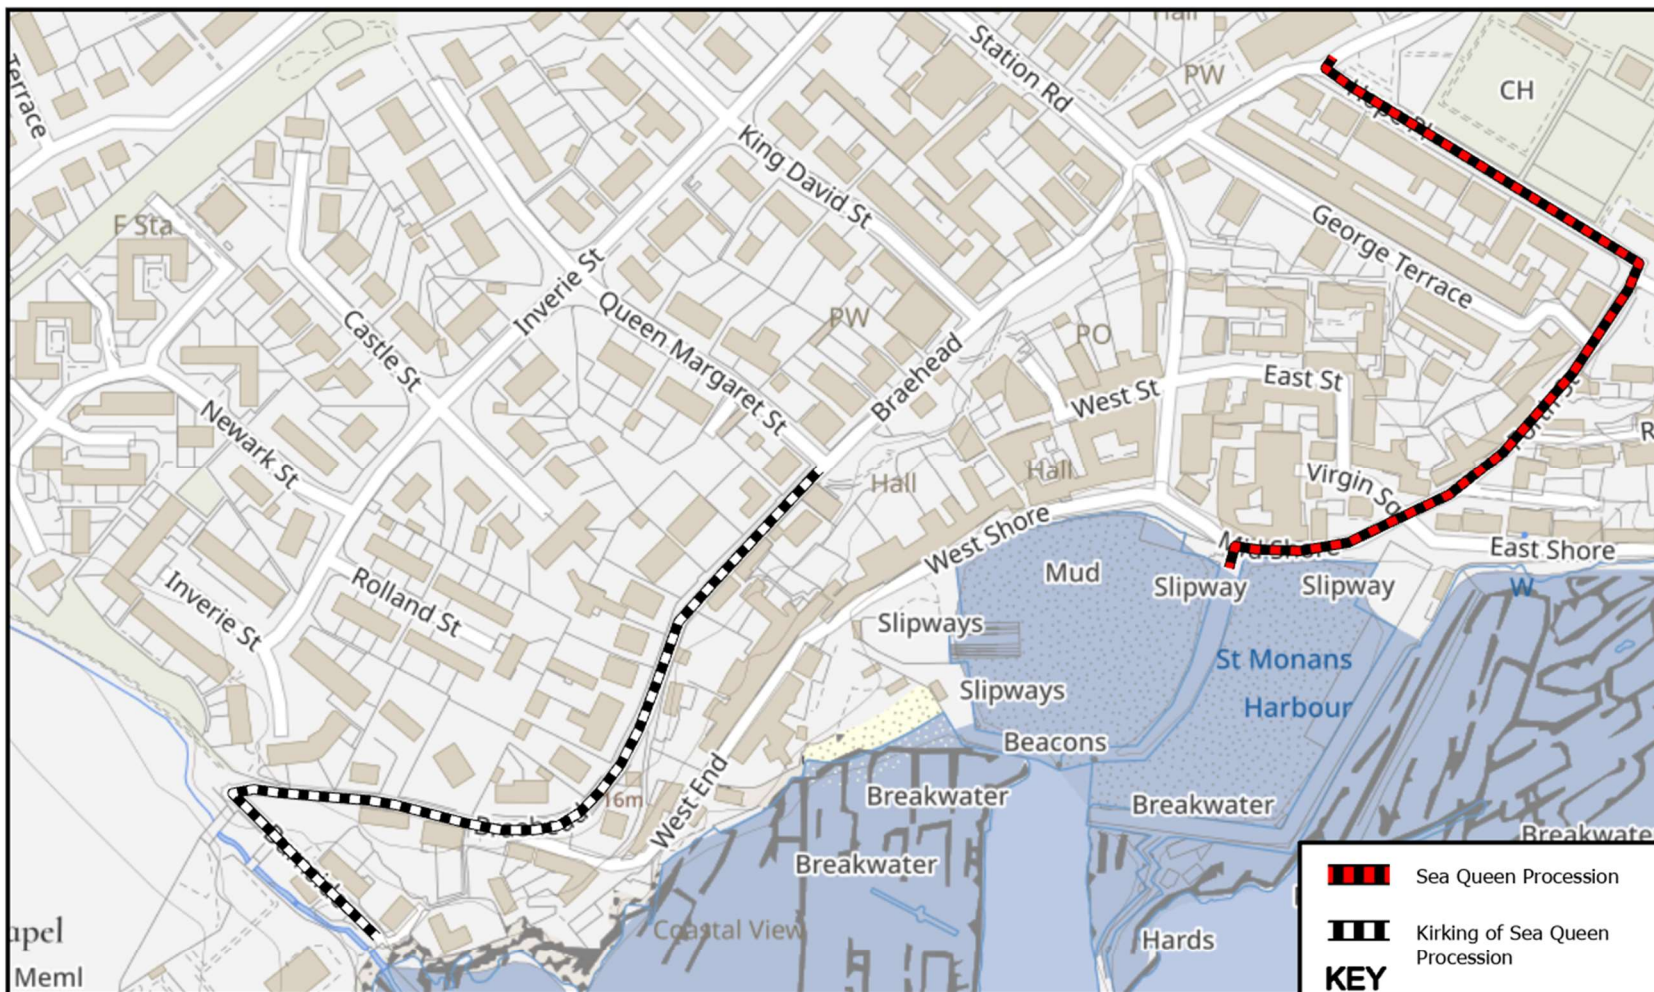 Hall
Station Rd
Terrace
PW
CH
King David St
F Sta
George Terrace
Inverie St
Queen Margaret St
PW
PO
Castle St
Braehead
East St
West St
Newark St
Hall
Hall
Virgin Sq
West Shore
East Shore
Mud
Slipway
Slipway
W
Inverie St
Rolland St
Slipways
St Monans
Harbour
Slipways
Beacons
16m
West End
Breakwater
Breakwater
Breakwate
Breakwater
Coastal View
Hards
apel
Meml
Sea Queen Procession
Kirking of Sea Queen
Procession
KEY